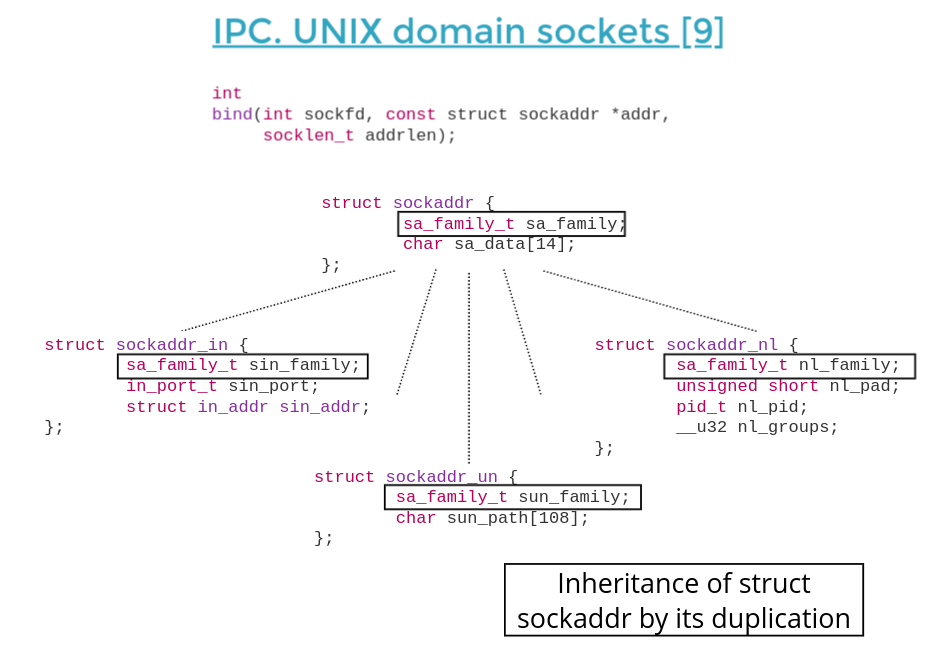 IPC. UNIX domain sockets [9]
int
bind(int sockfd, const struct sockaddr *addr,
socklen_t addrlen);
struct sockaddr {
sa_family_t sa_family;
char sa_data[14];
};
struct sockaddr_in {
sa_family_t sin_family;
in_port_t sin_port;
struct in_addr sin_addr;
};
struct sockaddr_nl {
sa_family_t nl_family;
unsigned short nl_pad;
pid_t nl_pid;
__u32 nl_groups;
};
struct sockaddr_un {
sa_family_t sun_family;
char sun_path[108];
};
Inheritance of struct
sockaddr by its duplication